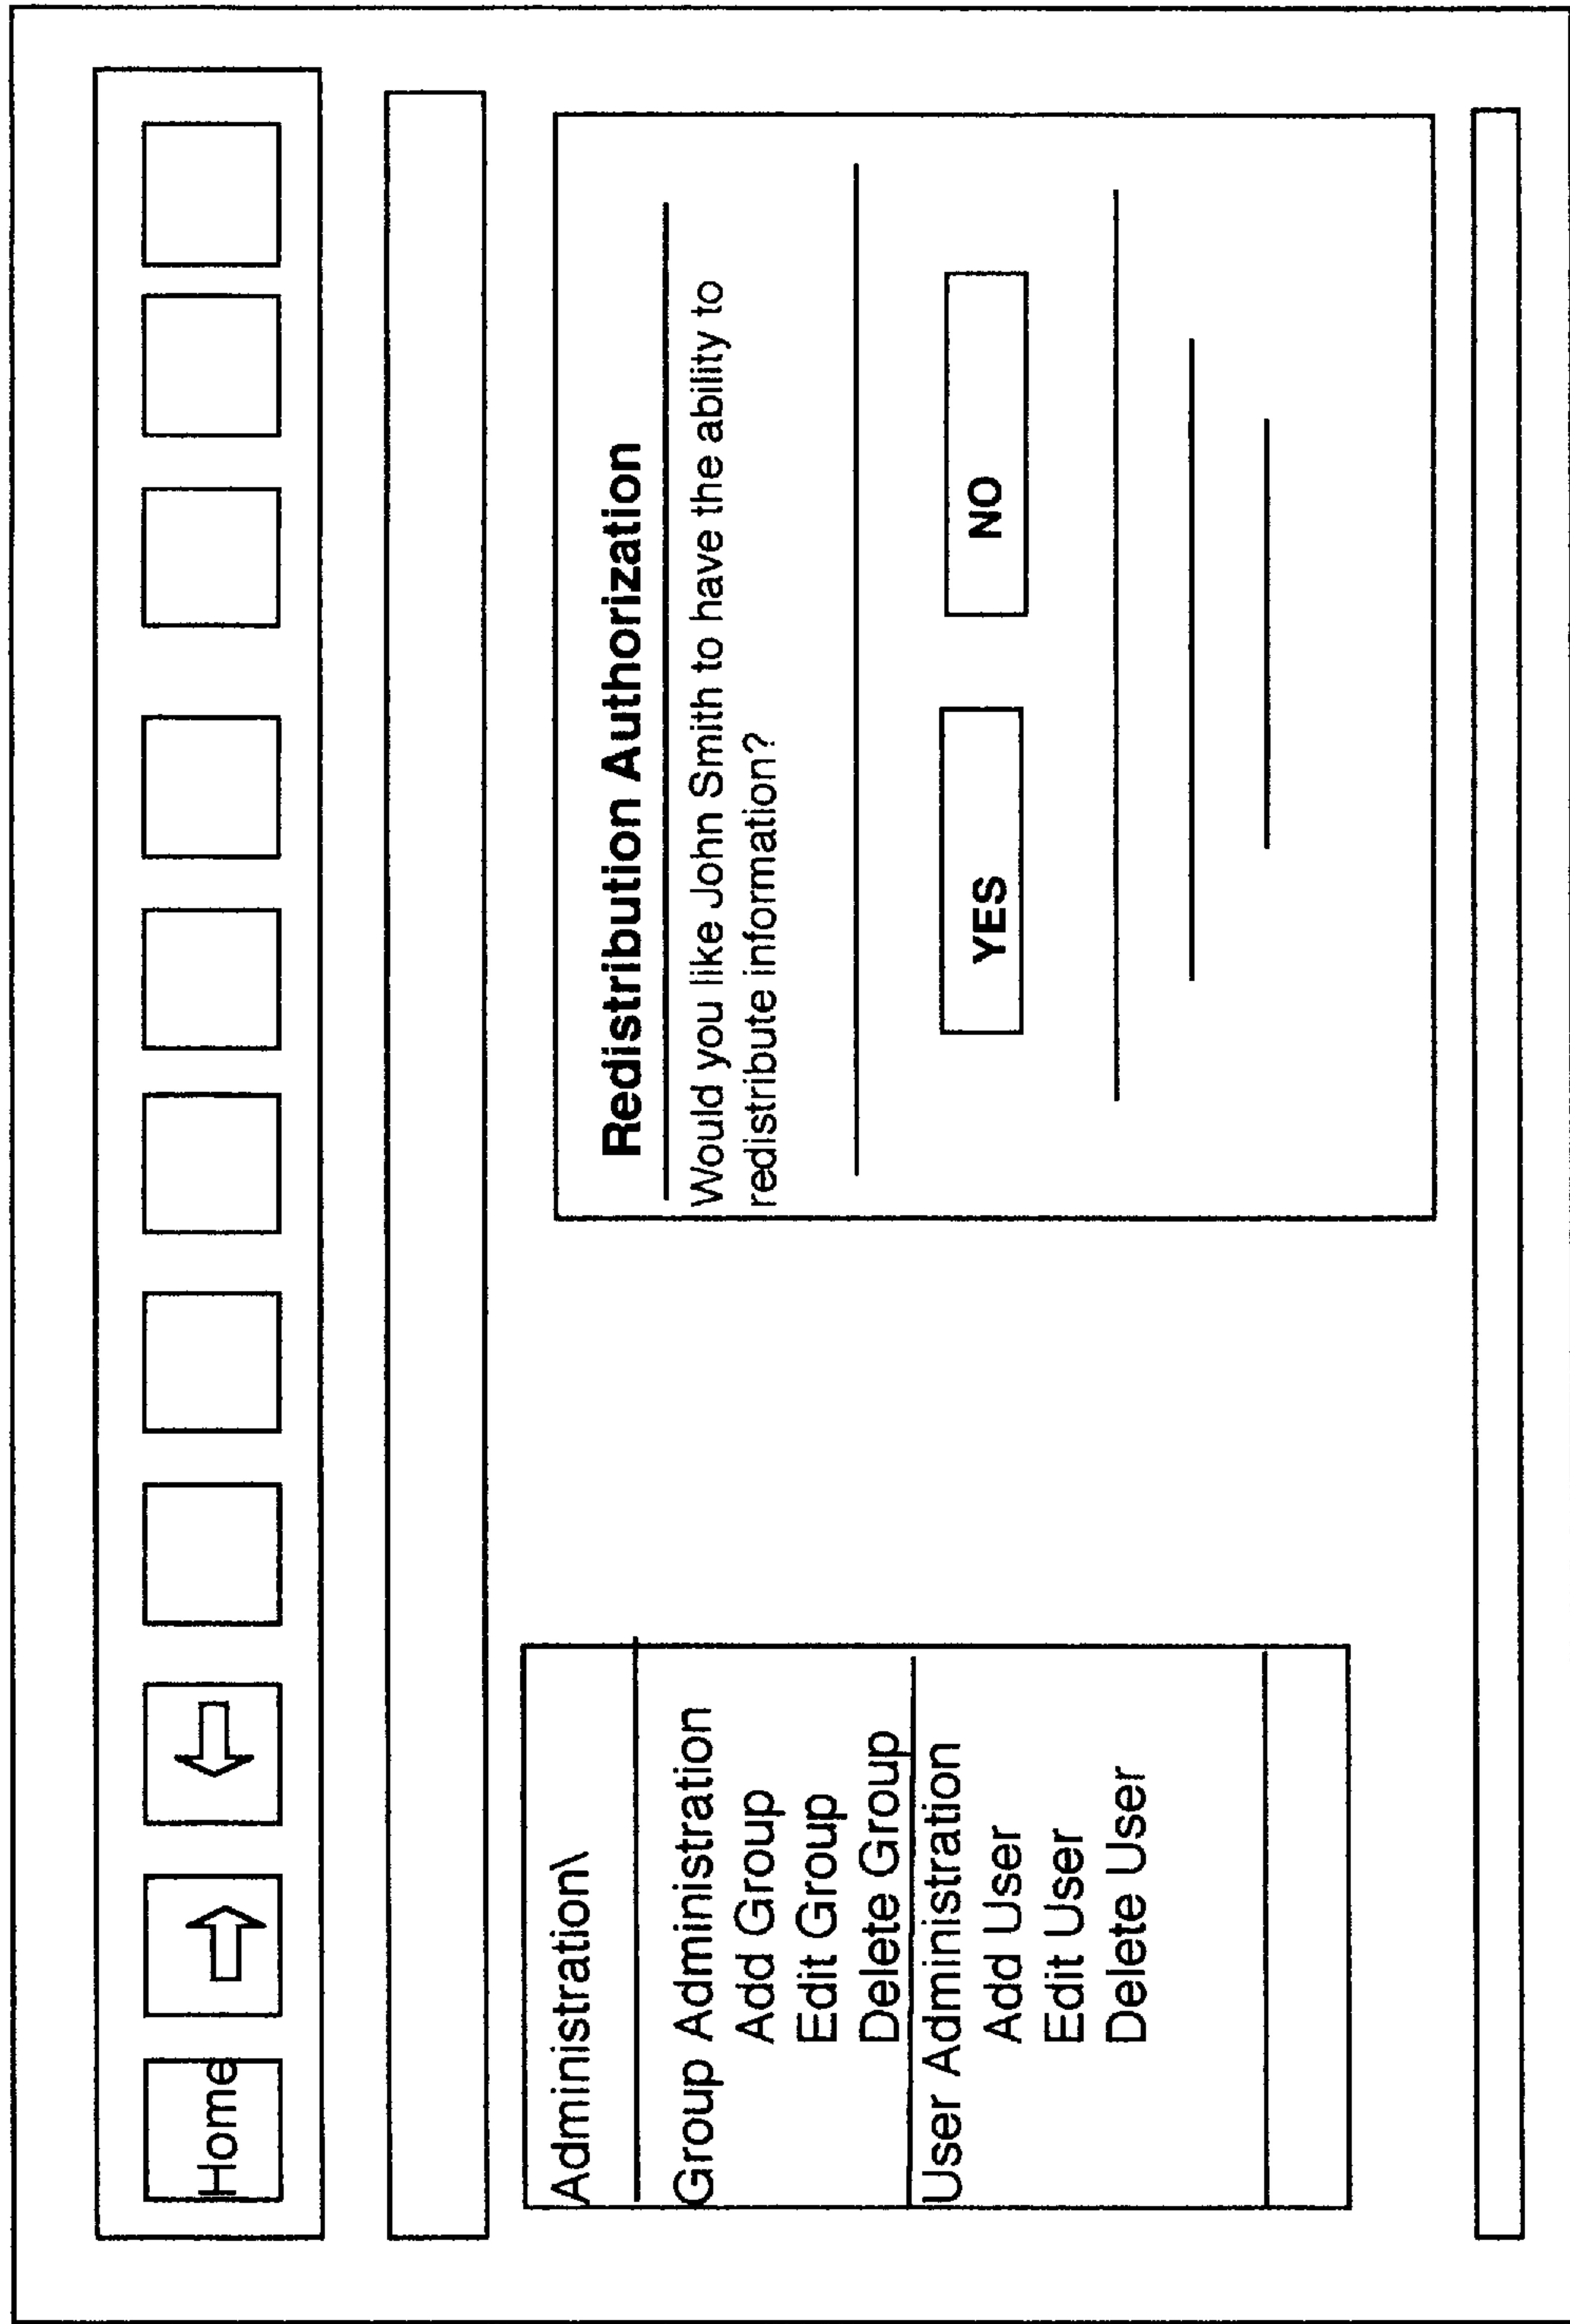 Home
Administration\
Group Administration
Add Group
Edit Group
Delete Group
User Administration
Add User
Edit User
Delete User
Redistribution Authorization
Would you like John Smith to have the ability to
redistribute information?
YES
NO